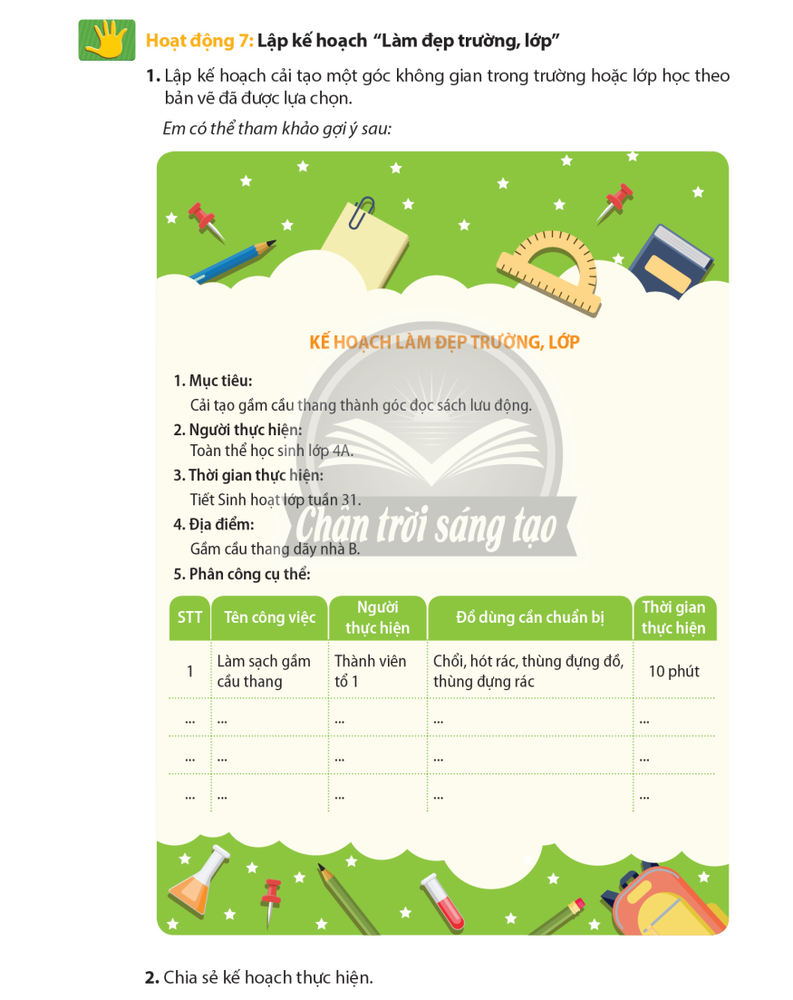 Hoạt động 7: Lập kế hoạch “Làm đẹp trường, lớp”
1. Lập kế hoạch cải tạo một góc không gian trong trường hoặc lớp học theo
bản vẽ đã được lựa chọn.
Em có thể tham khảo gợi ý sau:
KẾ HOẠCH LÀM ĐẸP TRƯỜNG, LỚP
1. Mục tiêu:
Cải tạo gầm cầu thang thành góc đọc sách lưu động.
2. Người thực hiện:
Toàn thể học sinh lớp 4A.
3. Thời gian thực hiện:
Tiết Sinh hoạt lớp tuần 31.
4. Địa điểm:
Gầm cầu thang dãy nhà B.
5. Phân công cụ thể:
Chân trời sáng tạo
STT Tên công việc Người thực hiện Đồ dùng cần chuẩn bị Thời gian thực hiện
1 Làm sạch gầm cầu thang Thành viên tổ 1 Chổi, hót rác, thùng đựng đồ, thùng đựng rác 10 phút
... ... ... ... ...
... ... ... ... ...
... ... ... ... ...
2. Chia sẻ kế hoạch thực hiện.